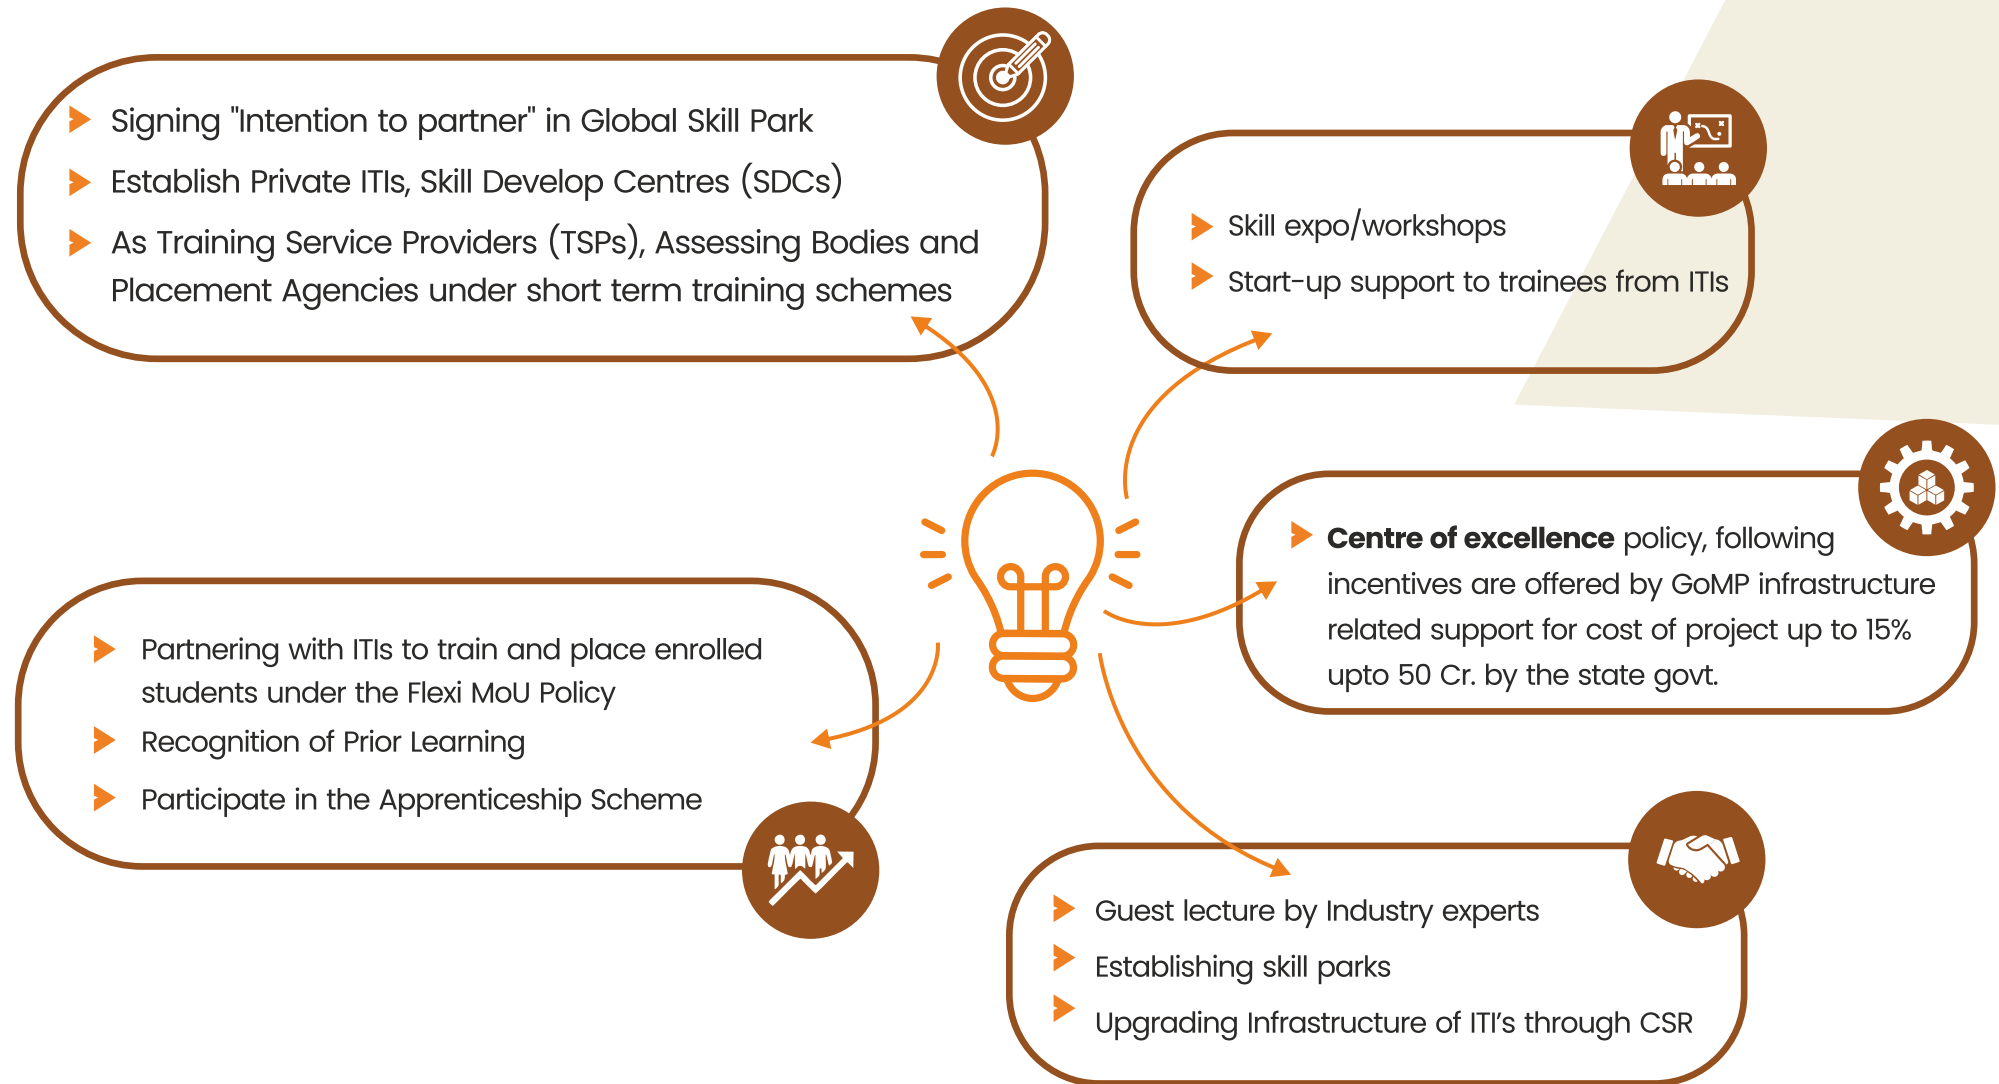 Signing "Intention to partner" in Global Skill Park
Establish Private ITIs, Skill Develop Centres (SDCs)
As Training Service Providers (TSPs), Assessing Bodies and
Placement Agencies under short term training schemes
Skill expo/workshops
Start-up support to trainees from ITIs
Centre of excellence policy, following
incentives are offered by GoMP infrastructure
related support for cost of project up to 15%
upto 50 Cr. by the state govt.
Partnering with ITIs to train and place enrolled
students under the Flexi MoU Policy
Recognition of Prior Learning
Participate in the Apprenticeship Scheme
Guest lecture by Industry experts
Establishing skill parks
Upgrading Infrastructure of ITI’s through CSR